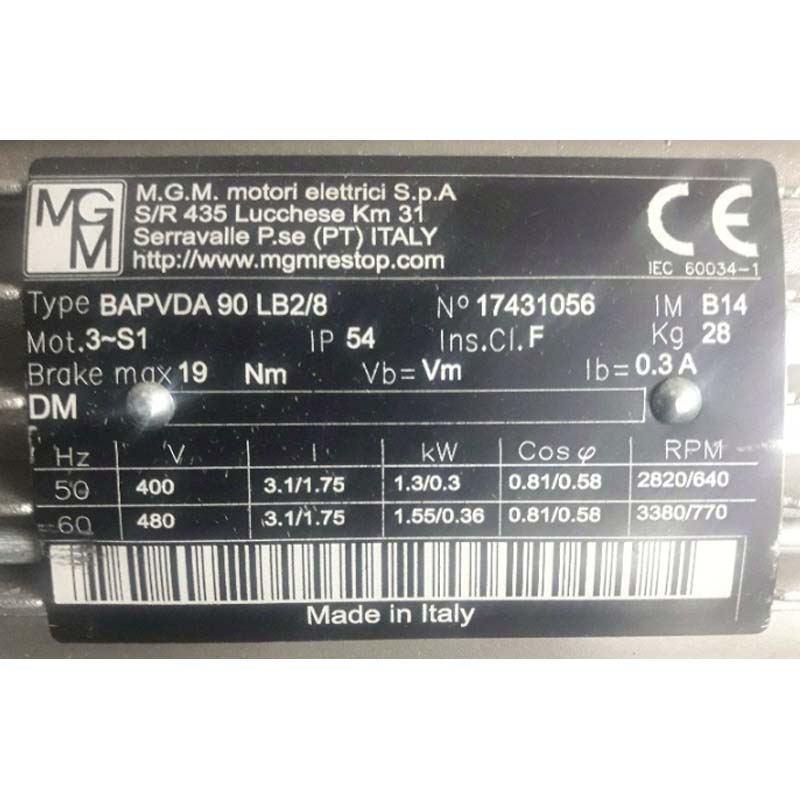 MGM
M.G.M. motori elettrici S.p.A
S/R 435 Lucchese Km 31
Serravalle P.se (PT) ITALY
http://www.mgmrestop.com
CE
IEC 60034-1
Type BAPVDA 90 LB2/8 Nº 17431056 IM B14
Mot. 3~S1 IP 54 Ins.Cl. F Kg 28
Brake max 19 Nm Vb= Vm Ib= 0.3 A
DM
Hz V I kW Cos φ RPM
50 400 3.1/1.75 1.3/0.3 0.81/0.58 2820/640
60 480 3.1/1.75 1.55/0.36 0.81/0.58 3380/770
Made in Italy